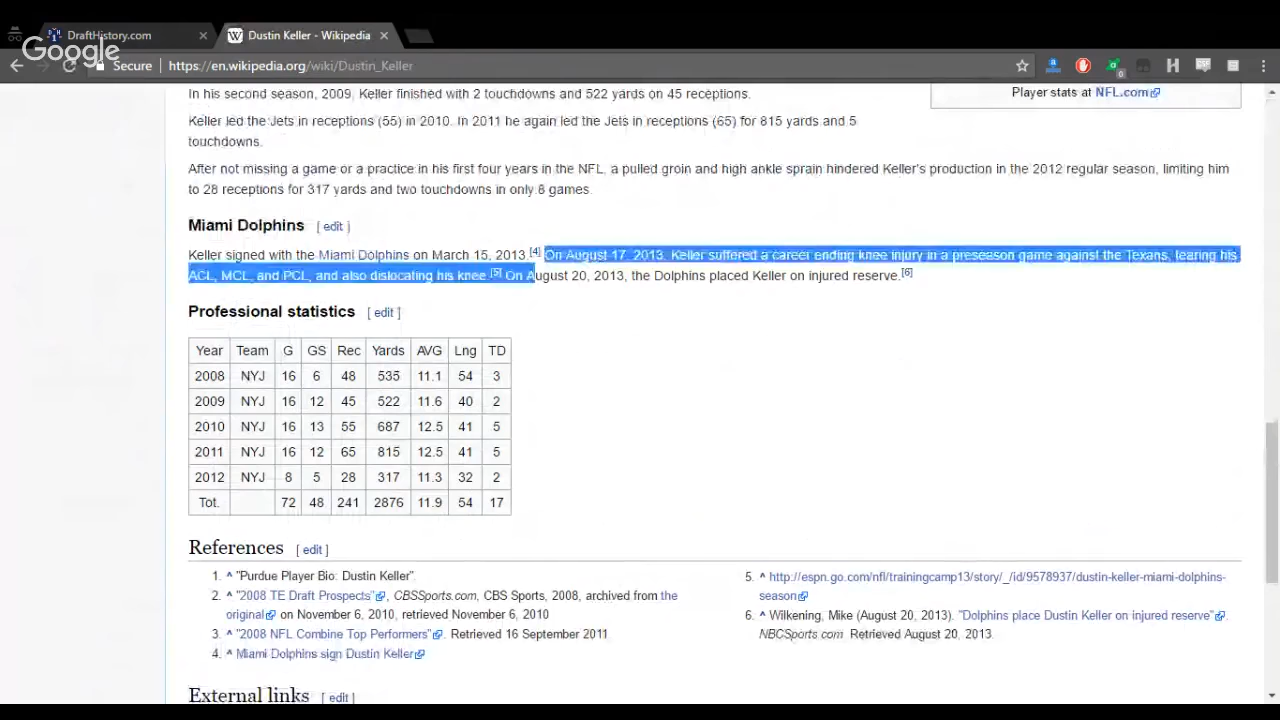 DraftHistory.com
Dustin Keller - Wikipedia
Google
Secure https://en.wikipedia.org/wiki/Dustin_Keller
In his second season, 2009, Keller finished with 2 touchdowns and 522 yards on 45 receptions.
Player stats at NFL.com
Keller led the Jets in receptions (55) in 2010. In 2011 he again led the Jets in receptions (65) for 815 yards and 5
touchdowns.
After not missing a game or a practice in his first four years in the NFL, a pulled groin and high ankle sprain hindered Keller's production in the 2012 regular season, limiting him
to 28 receptions for 317 yards and two touchdowns in only 8 games.
Miami Dolphins [ edit ]
Keller signed with the Miami Dolphins on March 15, 2013.[4] On August 17, 2013, Keller suffered a career ending knee injury in a preseason game against the Texans, tearing his
ACL, MCL, and PCL, and also dislocating his knee.[5] On August 20, 2013, the Dolphins placed Keller on injured reserve.[6]
Professional statistics [ edit ]
Year Team G GS Rec Yards AVG Lng TD
2008 NYJ 16 6 48 535 11.1 54 3
2009 NYJ 16 12 45 522 11.6 40 2
2010 NYJ 16 13 55 687 12.5 41 5
2011 NYJ 16 12 65 815 12.5 41 5
2012 NYJ 8 5 28 317 11.3 32 2
Tot. 72 48 241 2876 11.9 54 17
References [ edit ]
1. ^ "Purdue Player Bio: Dustin Keller".
2. ^ "2008 TE Draft Prospects", CBSSports.com, CBS Sports, 2008, archived from the
original on November 6, 2010, retrieved November 6, 2010
3. ^ "2008 NFL Combine Top Performers". Retrieved 16 September 2011
4. ^ Miami Dolphins sign Dustin Keller
5. ^ http://espn.go.com/nfl/trainingcamp13/story/_/id/9578937/dustin-keller-miami-dolphins-
season
6. ^ Wilkening, Mike (August 20, 2013). "Dolphins place Dustin Keller on injured reserve".
NBCSports.com Retrieved August 20, 2013.
External links [ edit ]